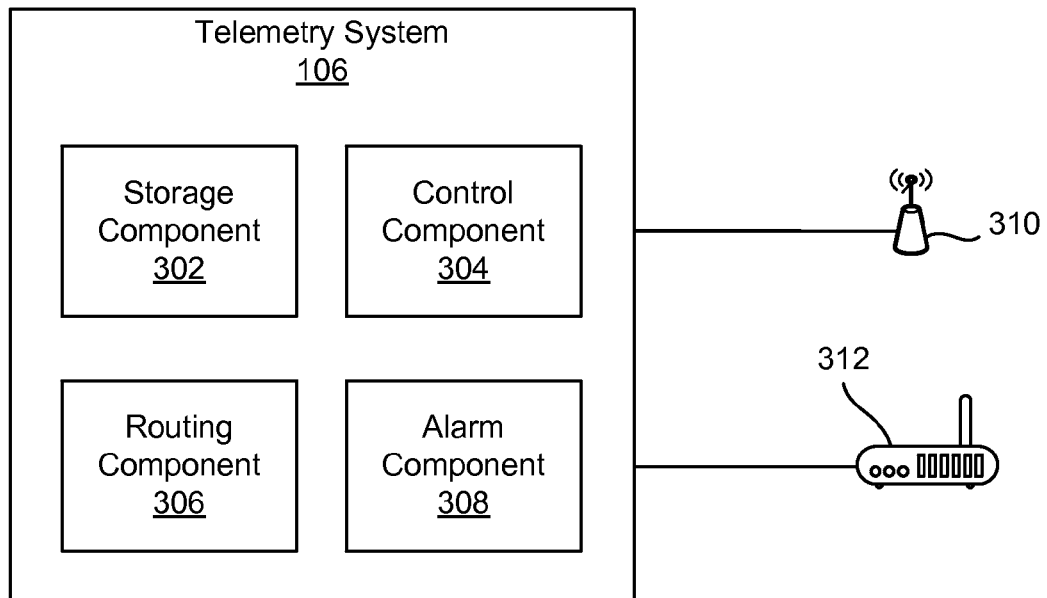 Telemetry System
106
Storage
Component
302
Control
Component
304
310
312
Routing
Component
306
Alarm
Component
308